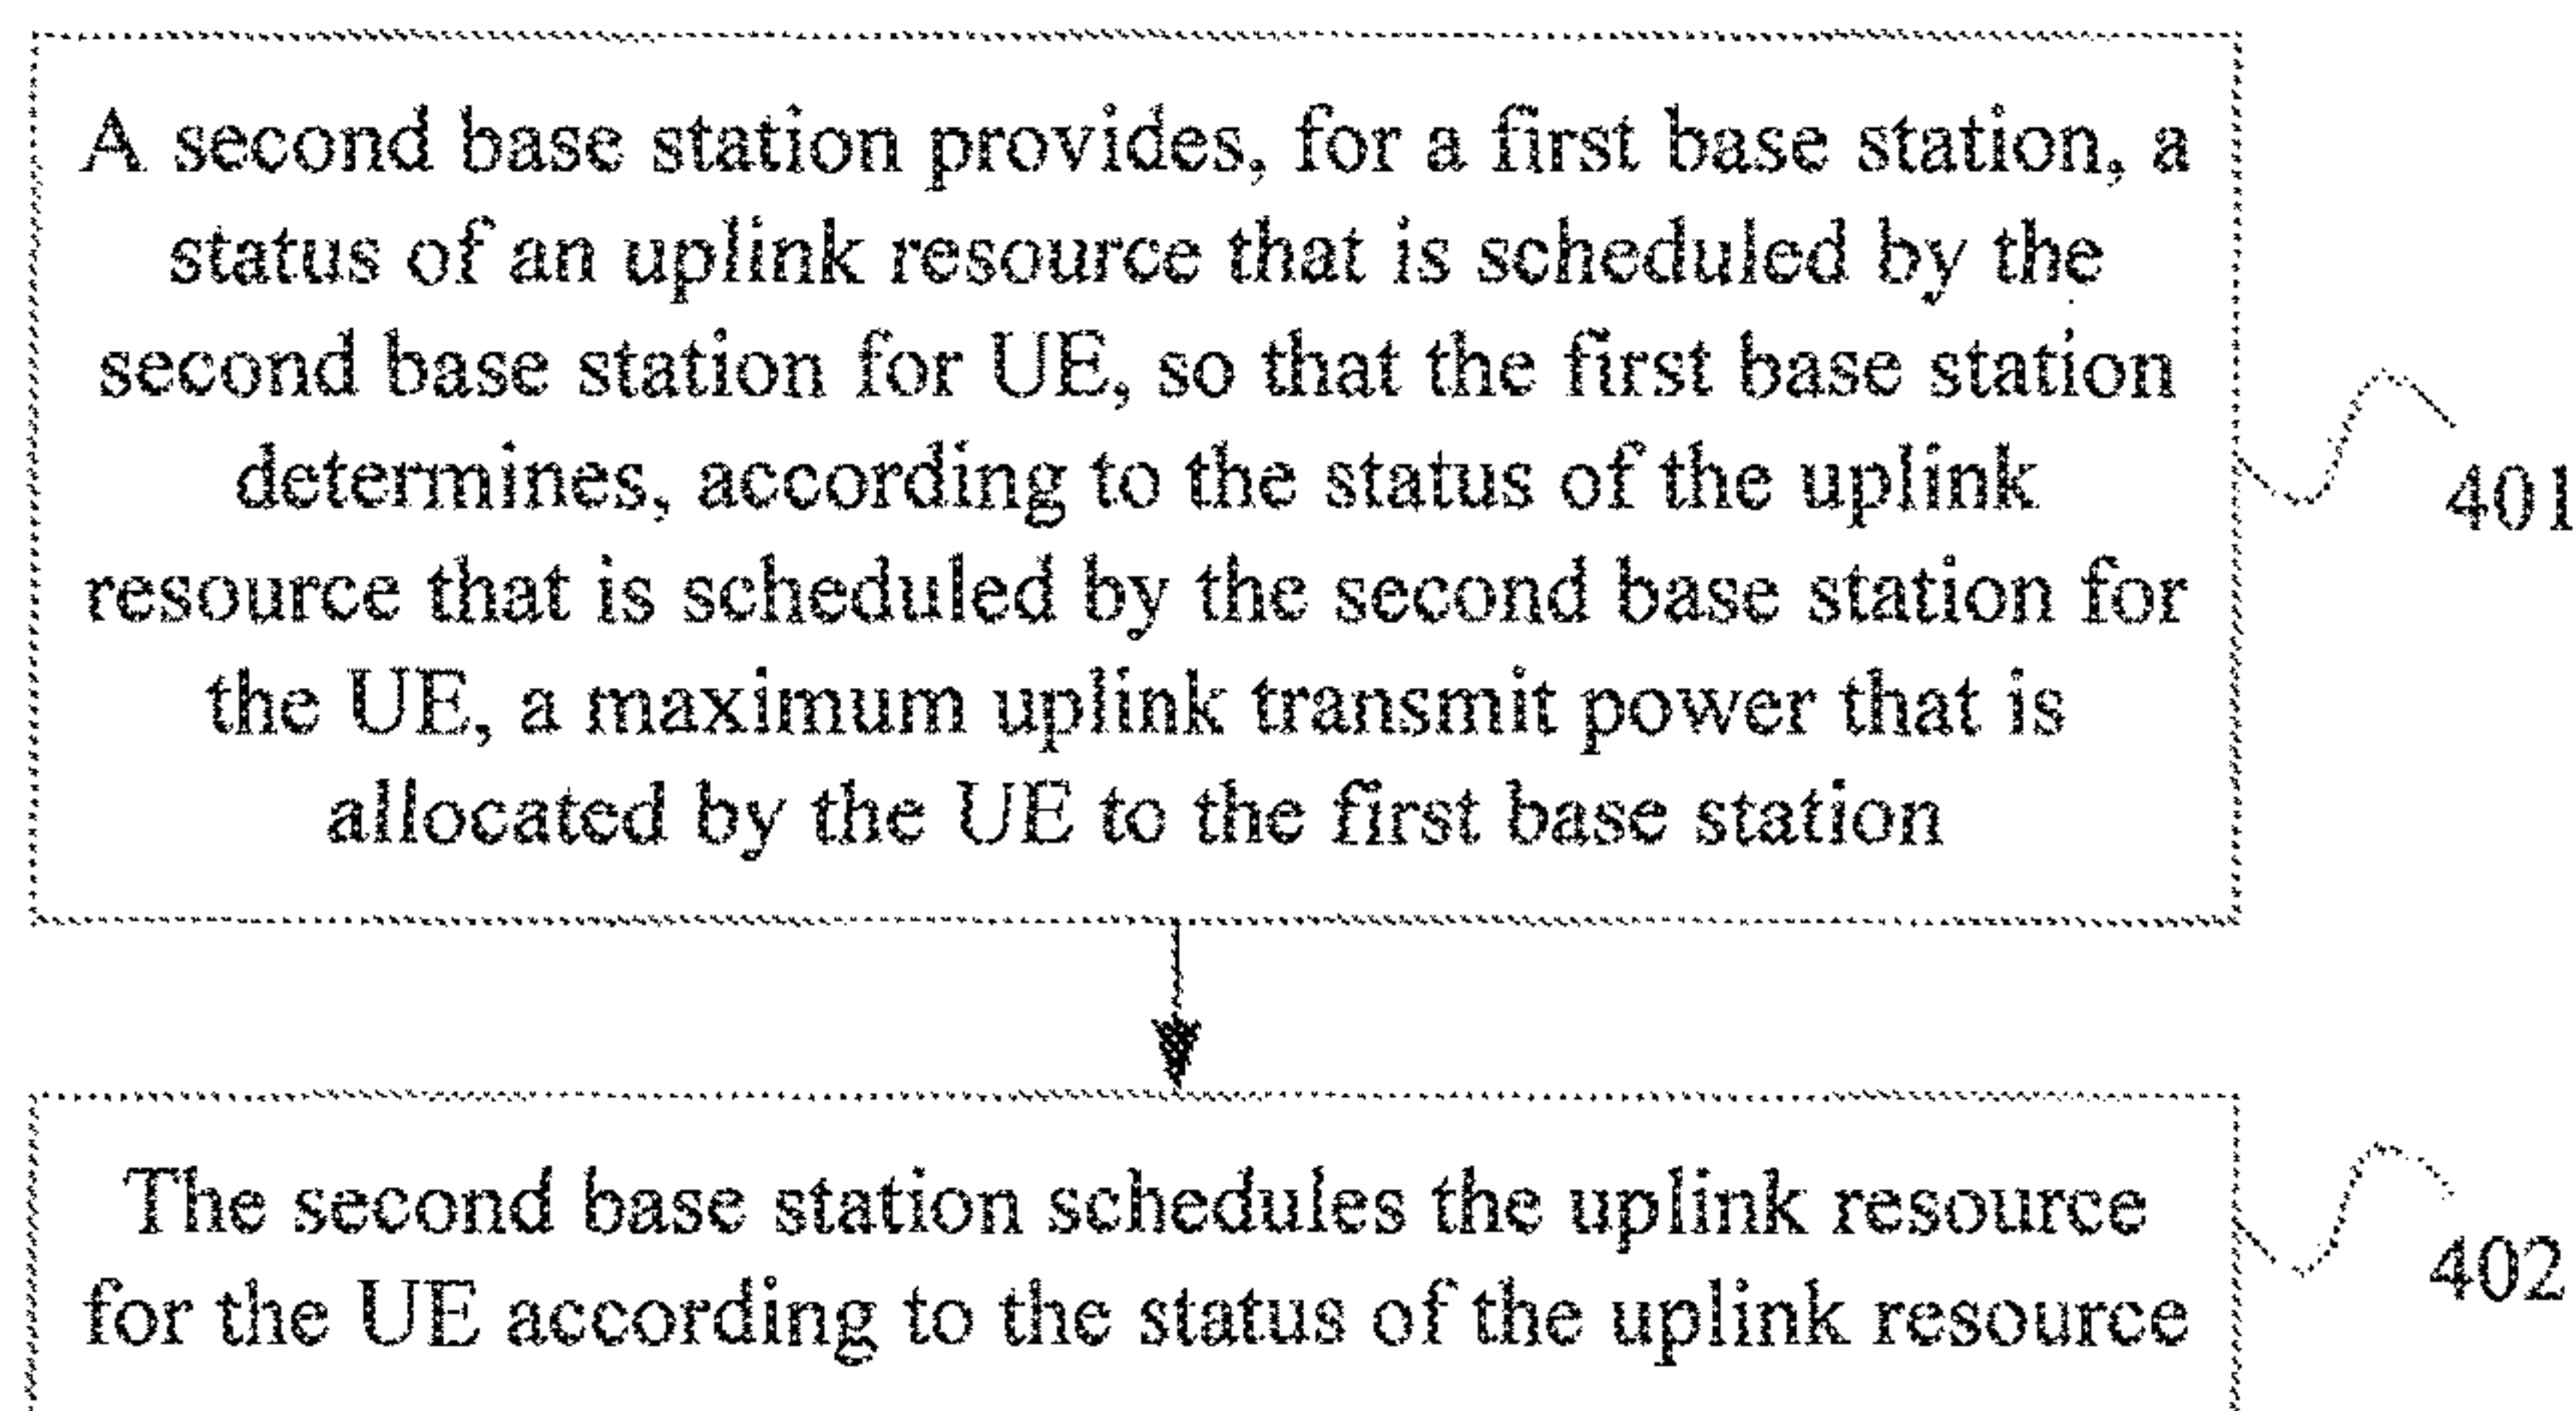 A second base station provides, for a first base station, a
status of an uplink resource that is scheduled by the
second base station for UE, so that the first base station
determines, according to the status of the uplink
resource that is scheduled by the second base station for
the UE, a maximum uplink transmit power that is
allocated by the UE to the first base station
401
The second base station schedules the uplink resource
for the UE according to the status of the uplink resource
402